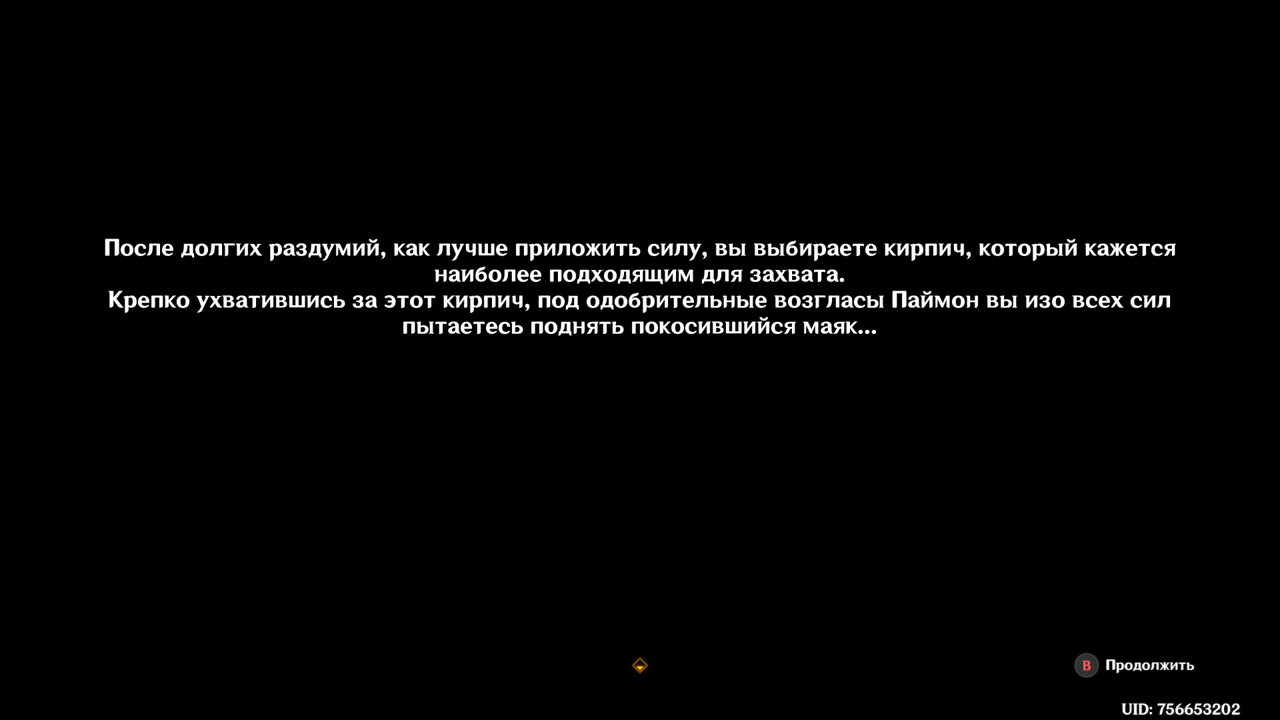 После долгих раздумий, как лучше приложить силу, вы выбираете кирпич, который кажется
наиболее подходящим для захвата.
Крепко ухватившись за этот кирпич, под одобрительные возгласы Паймон вы изо всех сил
пытаетесь поднять покосившийся маяк...
B Продолжить
UID: 756653202